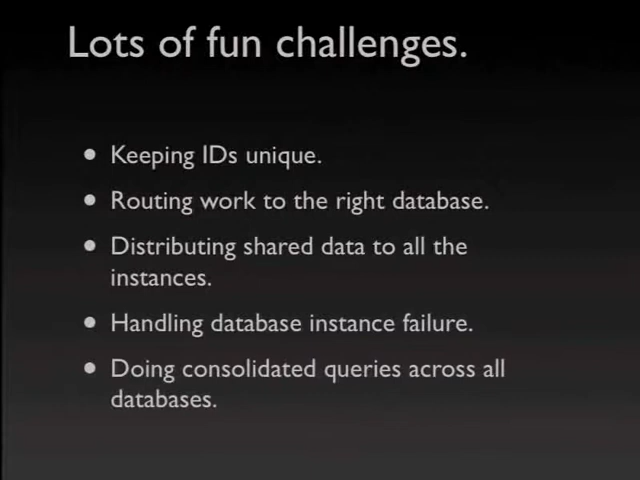 Lots of fun challenges.
• Keeping IDs unique.
• Routing work to the right database.
• Distributing shared data to all the
instances.
• Handling database instance failure.
• Doing consolidated queries across all
databases.